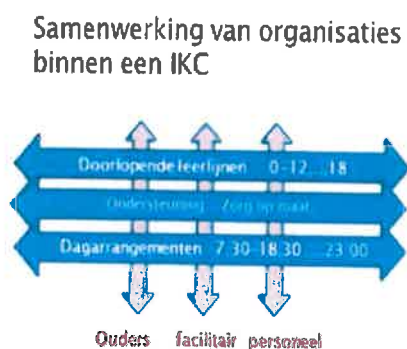 Samenwerking van organisaties
binnen een IKC
Doorlopende leerlijnen 0-12....18
Ondersteuning Zorg op maat
Dagarrangementen 7.30-18.30 ....23.00
Ouders facilitair personeel